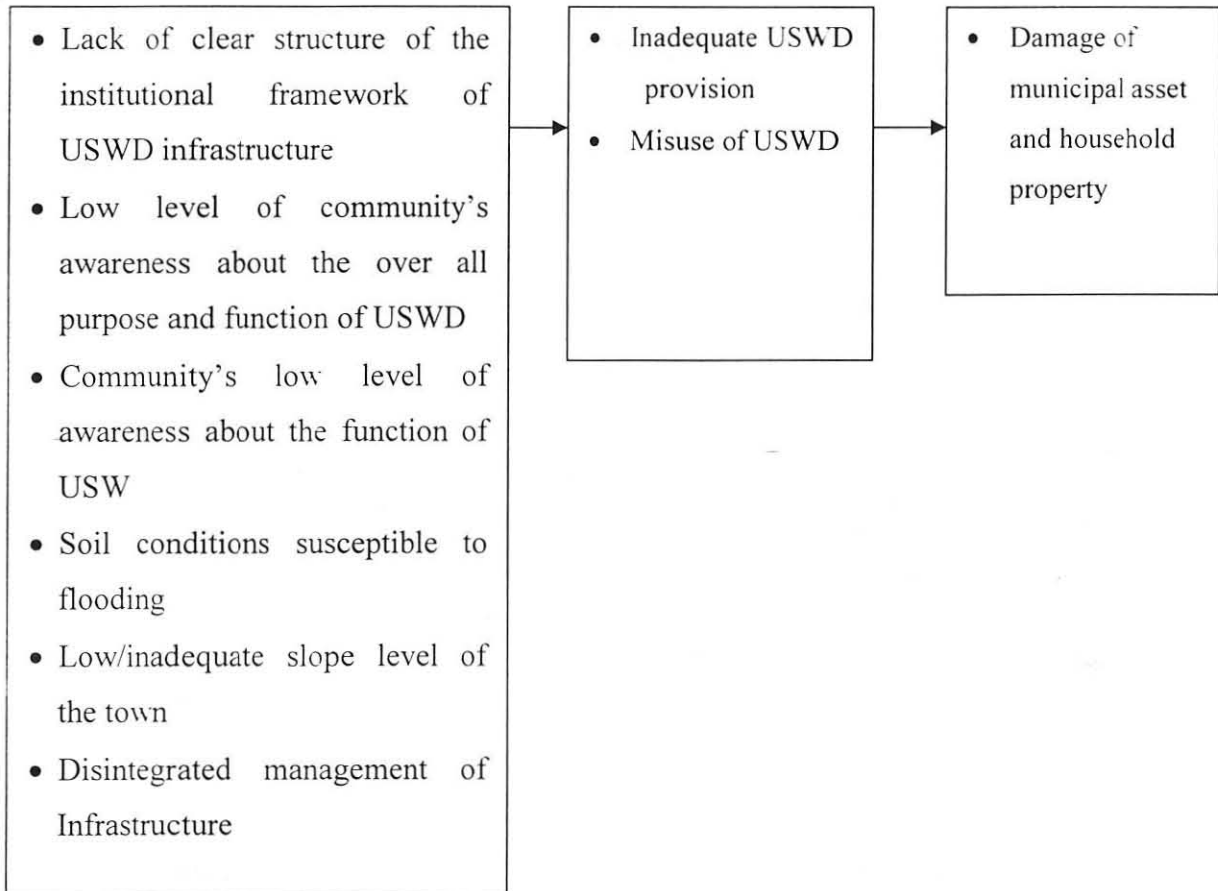 • Lack of clear structure of the
institutional framework of
USWD infrastructure
• Low level of community's
awareness about the over all
purpose and function of USWD
• Community's low level of
awareness about the function of
USW
• Soil conditions susceptible to
flooding
• Low/inadequate slope level of
the town
• Disintegrated management of
Infrastructure
• Inadequate USWD
provision
• Misuse of USWD
• Damage of
municipal asset
and household
property